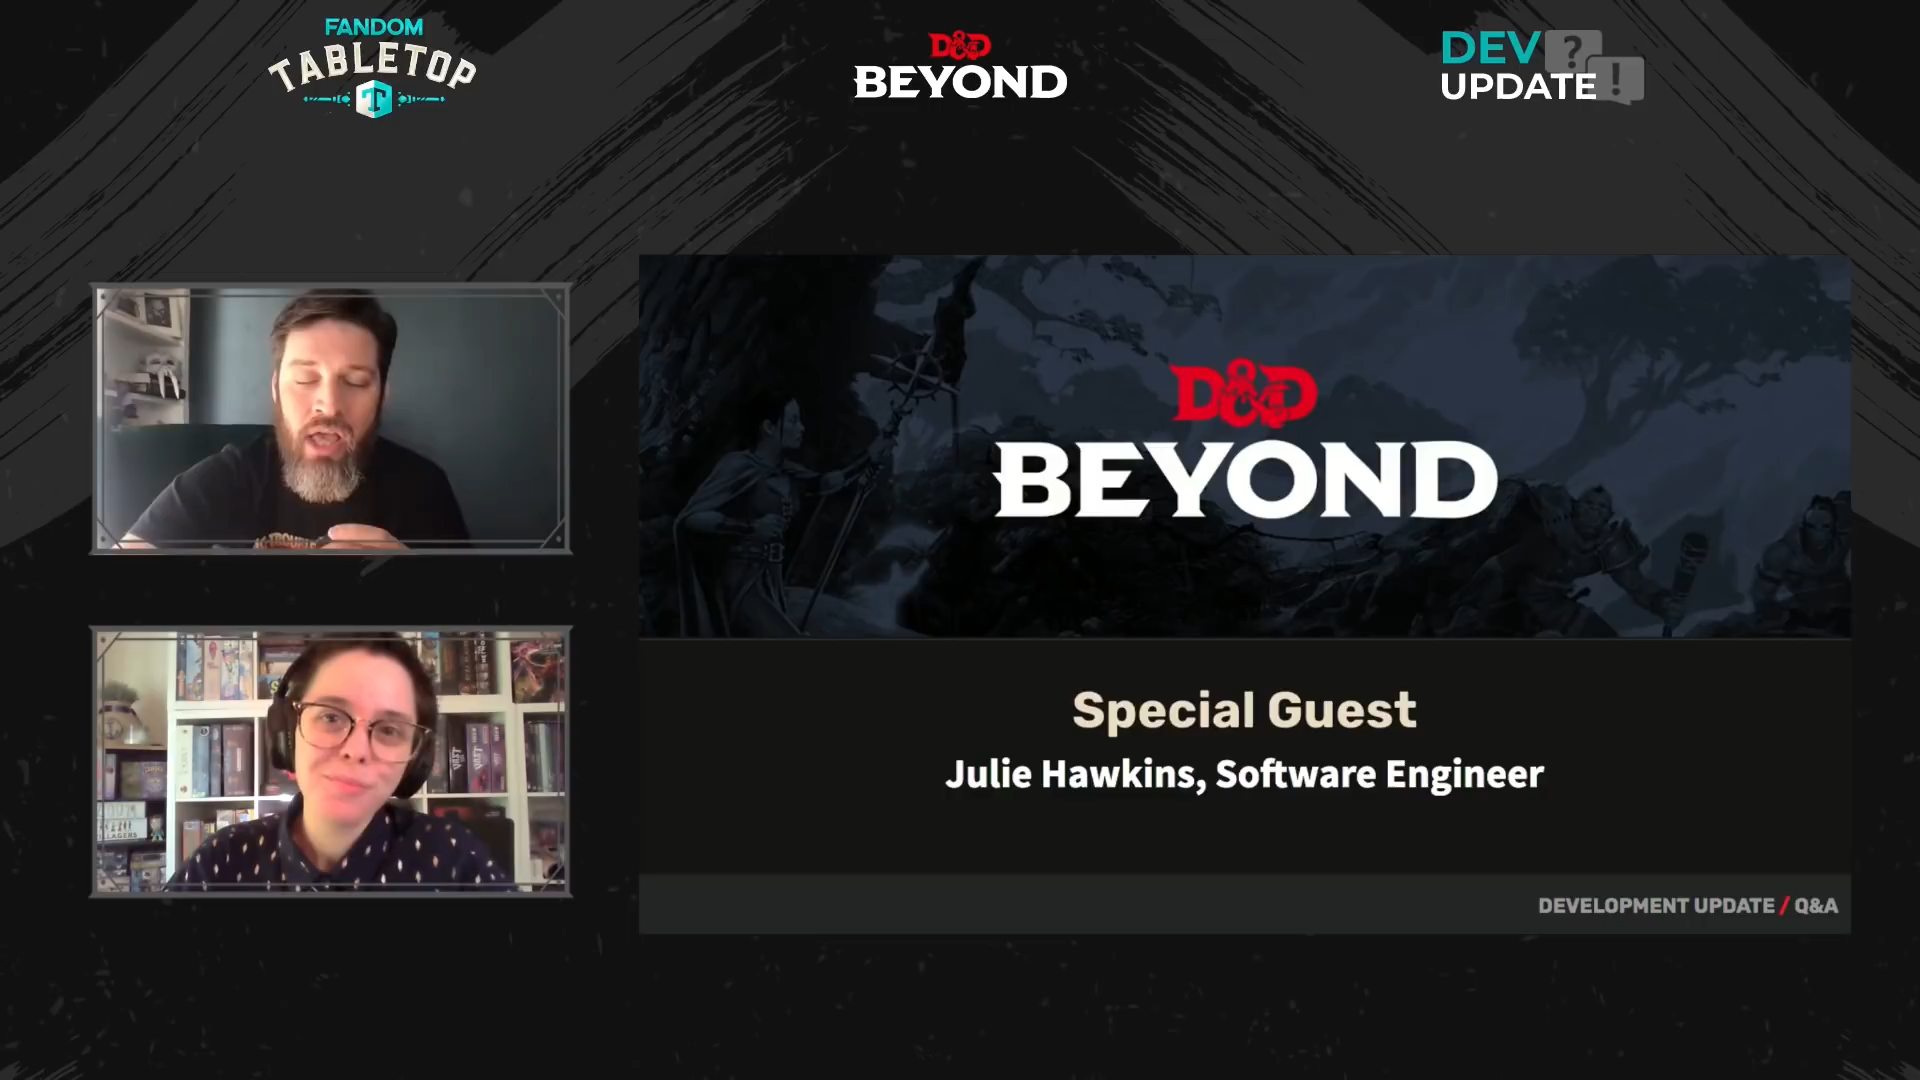 FANDOM
TABLETOP
T
D&D
BEYOND
DEV ?
UPDATE !
D&D
BEYOND
Special Guest
Julie Hawkins, Software Engineer
DEVELOPMENT UPDATE / Q&A